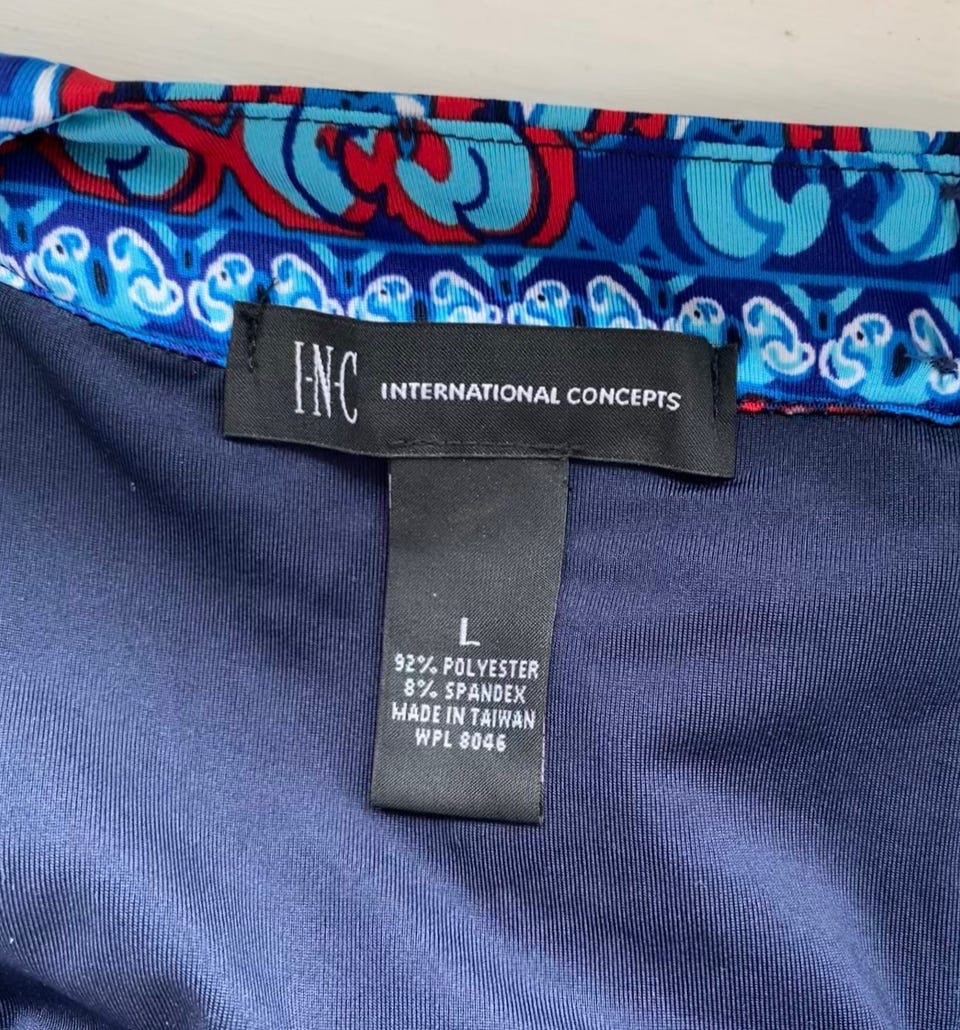 I·N·C INTERNATIONAL CONCEPTS
L
92% POLYESTER
8% SPANDEX
MADE IN TAIWAN
WPL 8046